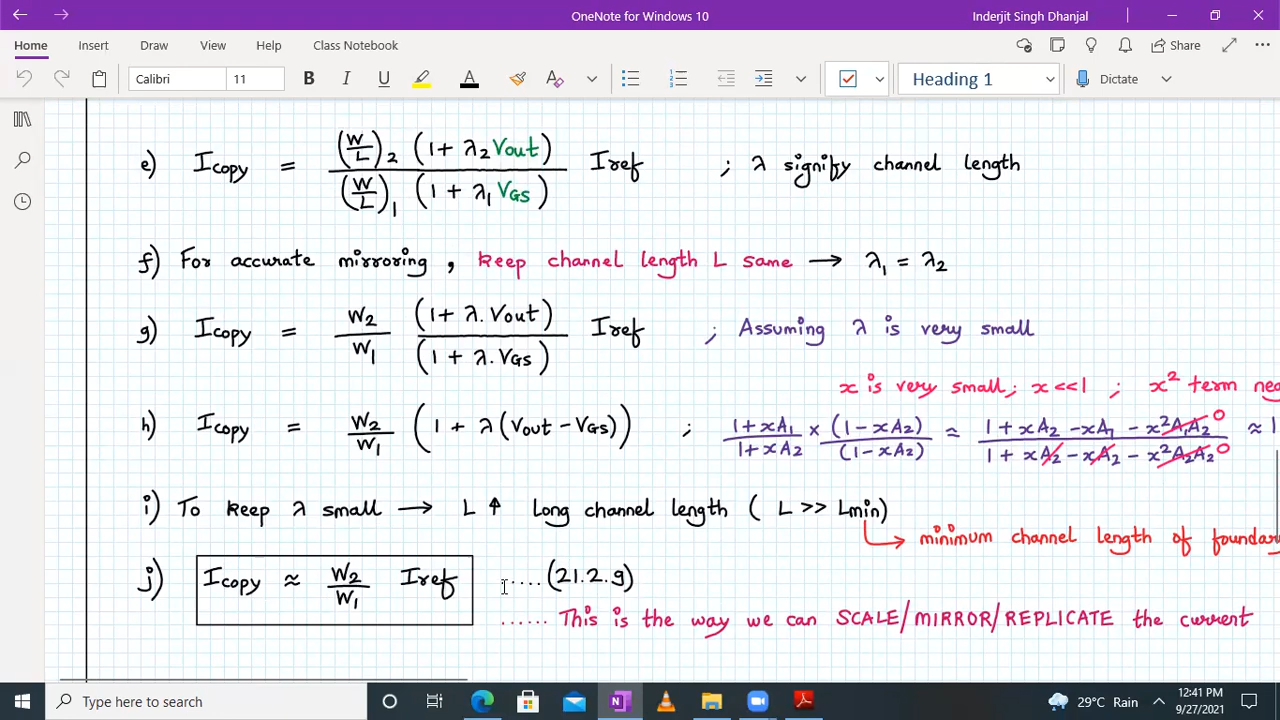 OneNote for Windows 10
Inderjit Singh Dhanjal
Home Insert Draw View Help Class Notebook Share
Calibri 11 B I U A Heading 1 Dictate
e) Icopy = (W/L)2 (1 + λ2 Vout) / (W/L)1 (1 + λ1 VGS) Iref ; λ signify channel length
f) For accurate mirroring, keep channel length L same → λ1 = λ2
g) Icopy = W2/W1 (1 + λ.Vout) / (1 + λ.VGS) Iref ; Assuming λ is very small
x is very small; x <<1 ; x² term neg
h) Icopy = W2/W1 (1 + λ(Vout - VGS)) ; 1+xA1 / 1+xA2 × (1-xA2) / (1-xA2) ≈ 1 + xA2 - xA1 - x²A1A2 0 / 1 + xA2 - xA2 - x²A2A2 0 ≈ 1
i) To keep λ small → L ↑ Long channel length ( L >> Lmin)
minimum channel length of foundar
j) Icopy ≈ W2/W1 Iref ..... (21.2.g)
...... This is the way we can SCALE/MIRROR/REPLICATE the current
Type here to search
29°C Rain
12:41 PM
9/27/2021